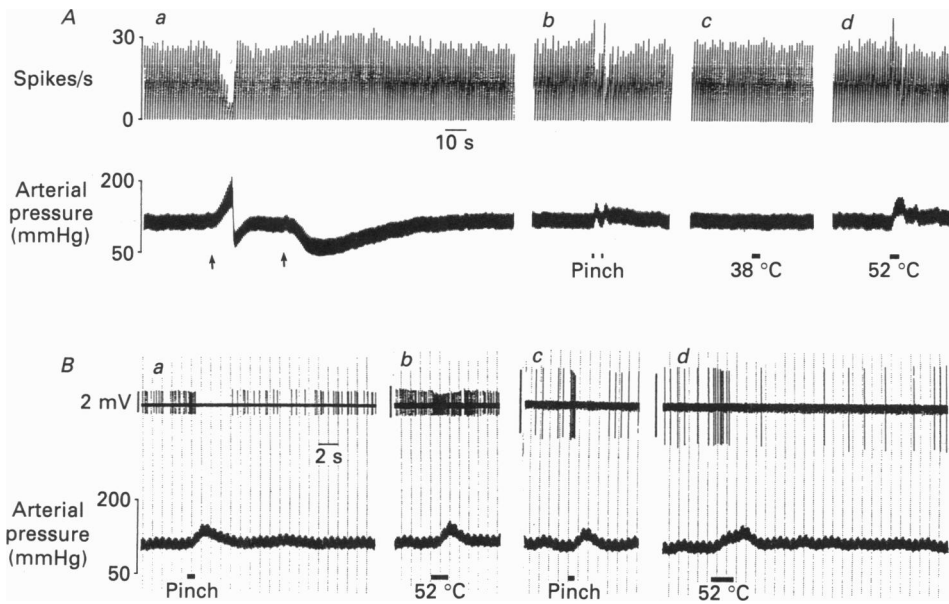 A
a
b
c
d
30
Spikes/s
0
10 s
200
Arterial
pressure
(mmHg)
50
Pinch
38 °C
52 °C
B
a
b
c
d
2 mV
2 s
200
Arterial
pressure
(mmHg)
50
Pinch
52 °C
Pinch
52 °C